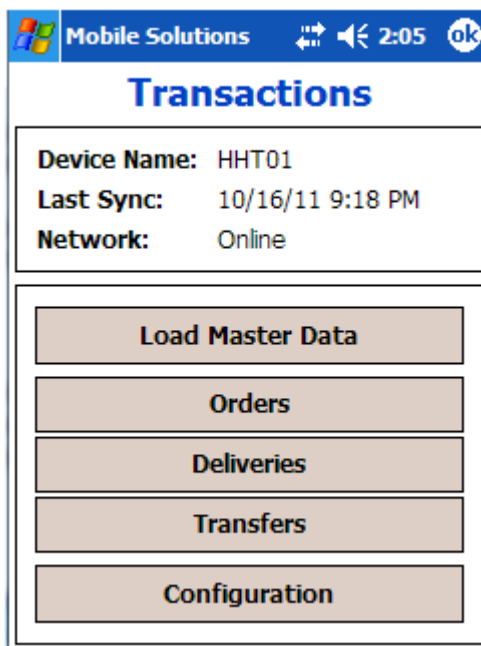 Mobile Solutions 2:05 ok
Transactions
Device Name: HHT01
Last Sync: 10/16/11 9:18 PM
Network: Online
Load Master Data
Orders
Deliveries
Transfers
Configuration